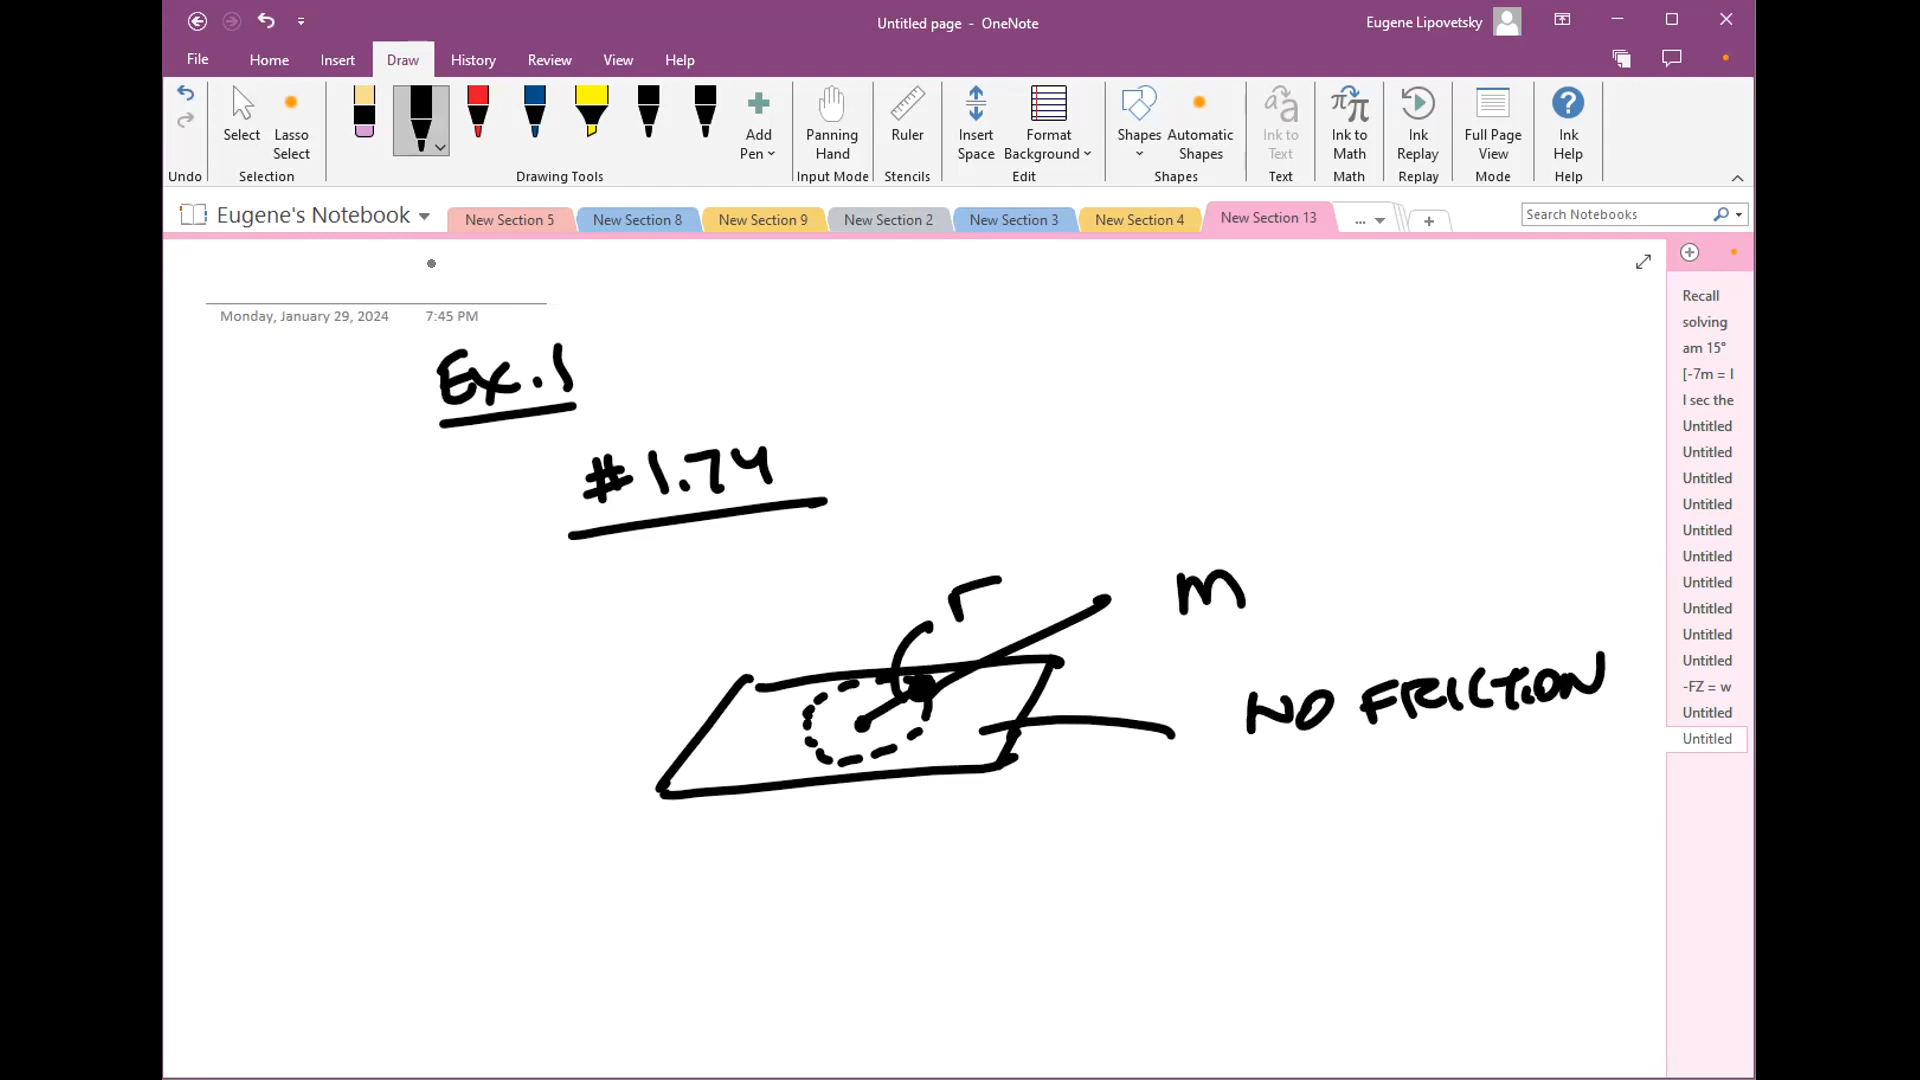 Untitled page - OneNote
Eugene Lipovetsky
File Home Insert Draw History Review View Help
Select
Lasso Select
Add Pen
Panning Hand
Ruler
Insert Space
Format Background
Shapes
Automatic Shapes
Ink to Text
Ink to Math
Ink Replay
Full Page View
Ink Help
Undo Selection Drawing Tools Input Mode Stencils Edit Shapes Text Math Replay Mode Help
Eugene's Notebook
New Section 5 New Section 8 New Section 9 New Section 2 New Section 3 New Section 4 New Section 13 ...
Search Notebooks
Monday, January 29, 2024 7:45 PM
Ex. 1
#1.74
r
m
NO FRICTION
Recall
solving
am 15°
[-7m = l
I sec the
Untitled
Untitled
Untitled
Untitled
Untitled
Untitled
Untitled
Untitled
Untitled
Untitled
-FZ = w
Untitled
Untitled